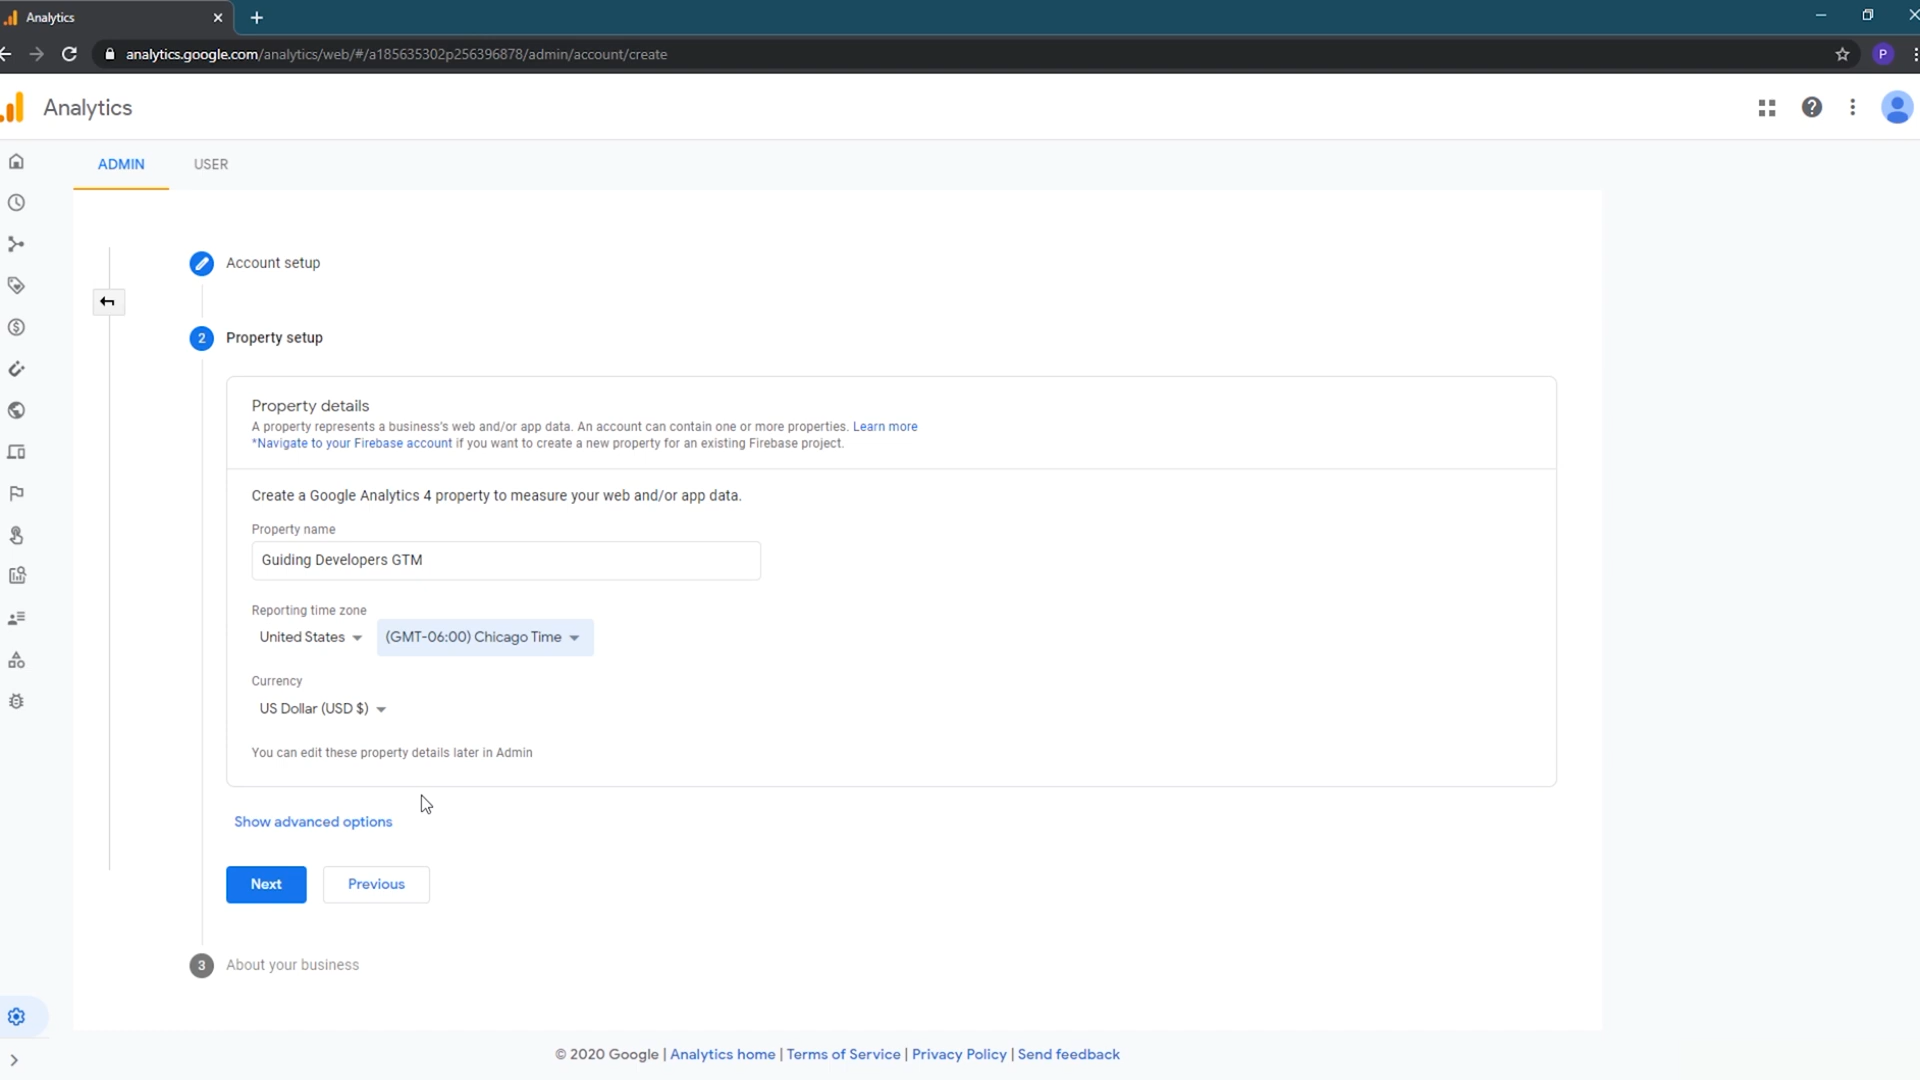 Analytics
analytics.google.com/analytics/web/#/a185635302p256396878/admin/account/create
P
Analytics
ADMIN USER
Account setup
2 Property setup
Property details
A property represents a business's web and/or app data. An account can contain one or more properties. Learn more
*Navigate to your Firebase account if you want to create a new property for an existing Firebase project.
Create a Google Analytics 4 property to measure your web and/or app data.
Property name
Guiding Developers GTM
Reporting time zone
United States (GMT-06:00) Chicago Time
Currency
US Dollar (USD $)
You can edit these property details later in Admin
Show advanced options
Next Previous
3 About your business
© 2020 Google | Analytics home | Terms of Service | Privacy Policy | Send feedback